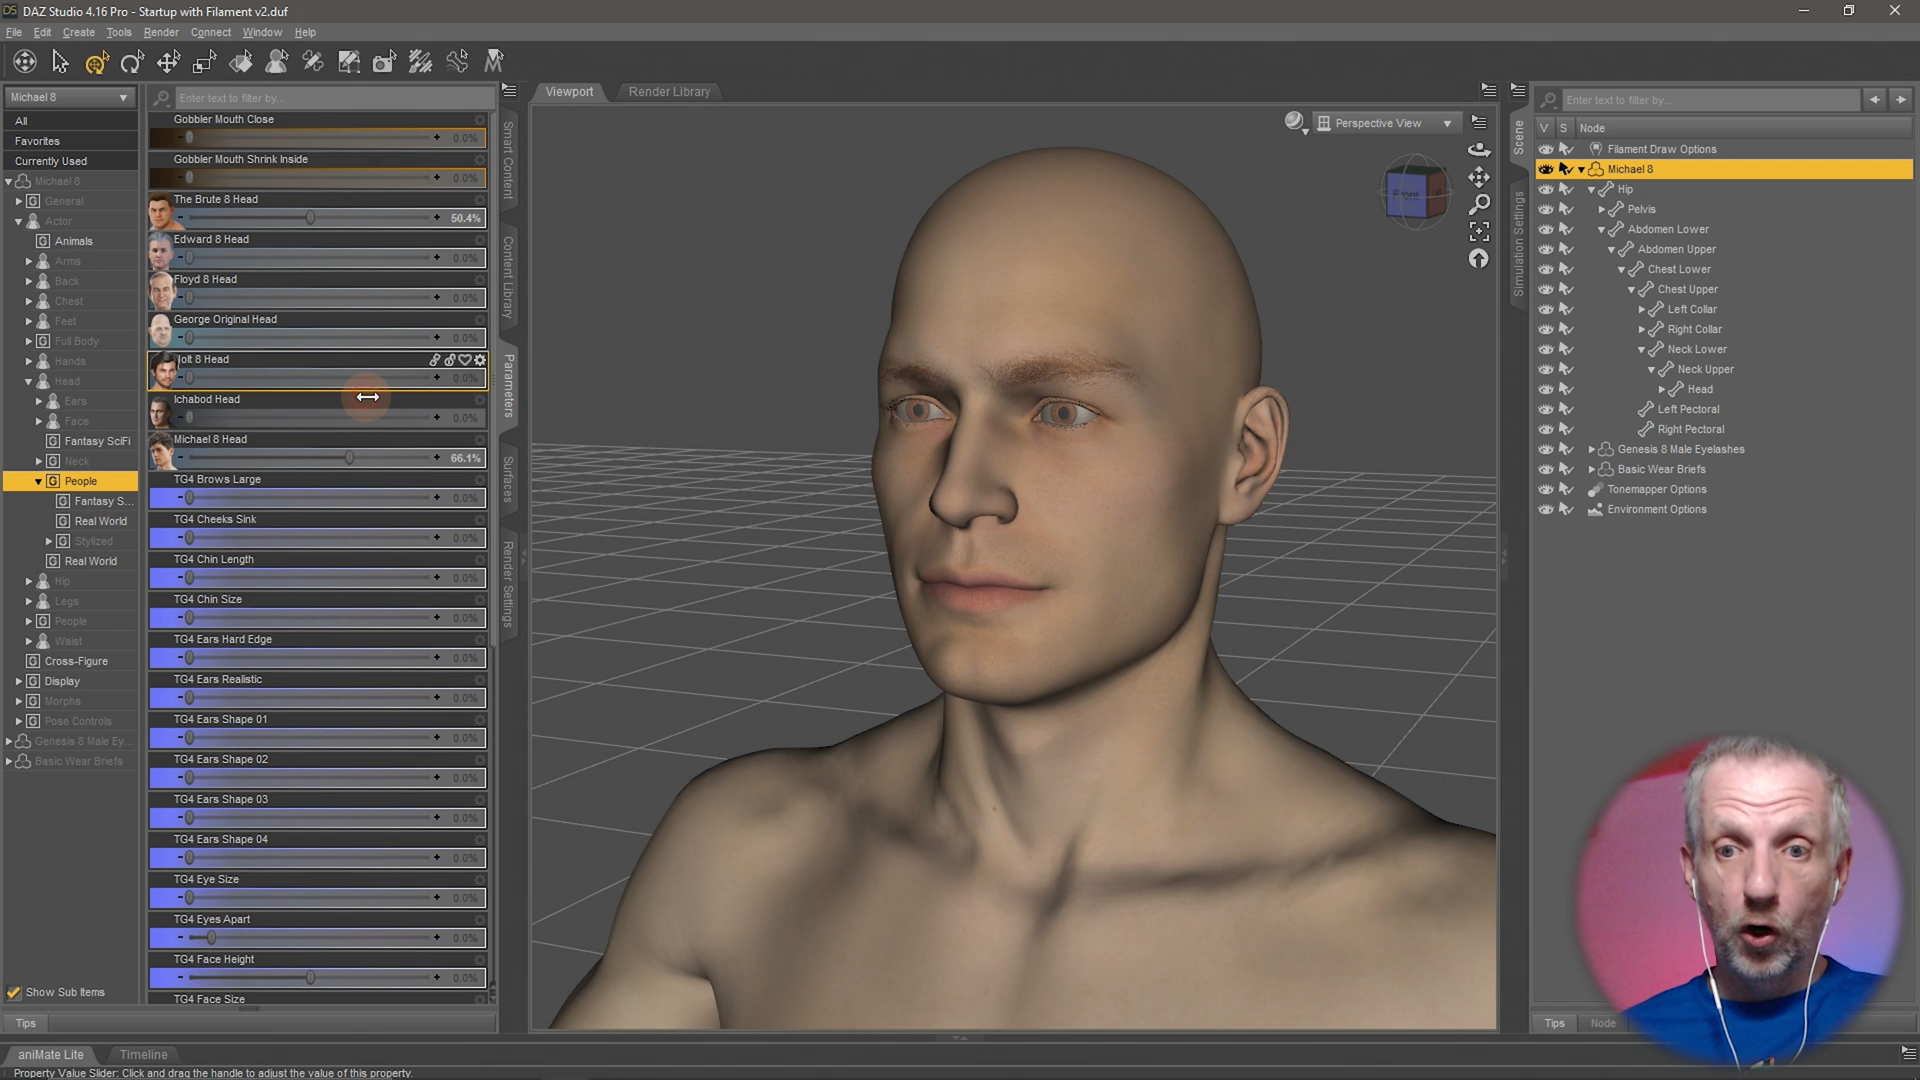 DAZ Studio 4.16 Pro - Startup with Filament v2.duf
File Edit Create Tools Render Connect Window Help
Michael 8
All
Favorites
Currently Used
Michael 8
General
Actor
Animals
Arms
Back
Chest
Feet
Full Body
Hands
Head
Ears
Face
Fantasy SciFi
Neck
People
Fantasy S...
Real World
Stylized
Real World
Hip
Legs
People
Waist
Cross-Figure
Display
Morphs
Pose Controls
Genesis 8 Male Ey...
Basic Wear Briefs
Show Sub Items
Tips
Enter text to filter by...
Gobbler Mouth Close
0.0%
Gobbler Mouth Shrink Inside
0.0%
The Brute 8 Head
50.4%
Edward 8 Head
0.0%
Floyd 8 Head
0.0%
George Original Head
0.0%
Holt 8 Head
0.0%
Ichabod Head
0.0%
Michael 8 Head
66.1%
TG4 Brows Large
0.0%
TG4 Cheeks Sink
0.0%
TG4 Chin Length
0.0%
TG4 Chin Size
0.0%
TG4 Ears Hard Edge
0.0%
TG4 Ears Realistic
0.0%
TG4 Ears Shape 01
0.0%
TG4 Ears Shape 02
0.0%
TG4 Ears Shape 03
0.0%
TG4 Ears Shape 04
0.0%
TG4 Eye Size
0.0%
TG4 Eyes Apart
0.0%
TG4 Face Height
0.0%
TG4 Face Size
Smart Content
Content Library
Parameters
Surfaces
Render Settings
Viewport Render Library
Perspective View
Front
Scene
Simulation Settings
Enter text to filter by...
V S Node
Filament Draw Options
Michael 8
Hip
Pelvis
Abdomen Lower
Abdomen Upper
Chest Lower
Chest Upper
Left Collar
Right Collar
Neck Lower
Neck Upper
Head
Left Pectoral
Right Pectoral
Genesis 8 Male Eyelashes
Basic Wear Briefs
Tonemapper Options
Environment Options
Tips Node
aniMate Lite Timeline
Property Value Slider: Click and drag the handle to adjust the value of this property.